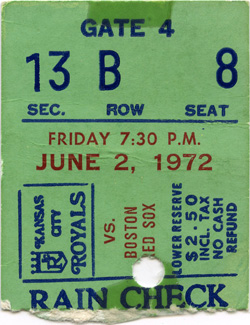 GATE 4
13 B 8
SEC. ROW SEAT
FRIDAY 7:30 P.M.
JUNE 2, 1972
KANSAS
CITY
ROYALS
VS.
BOSTON
RED SOX
LOWER RESERVE
$2.50
INCL. TAX
NO CASH
REFUND
RAIN CHECK